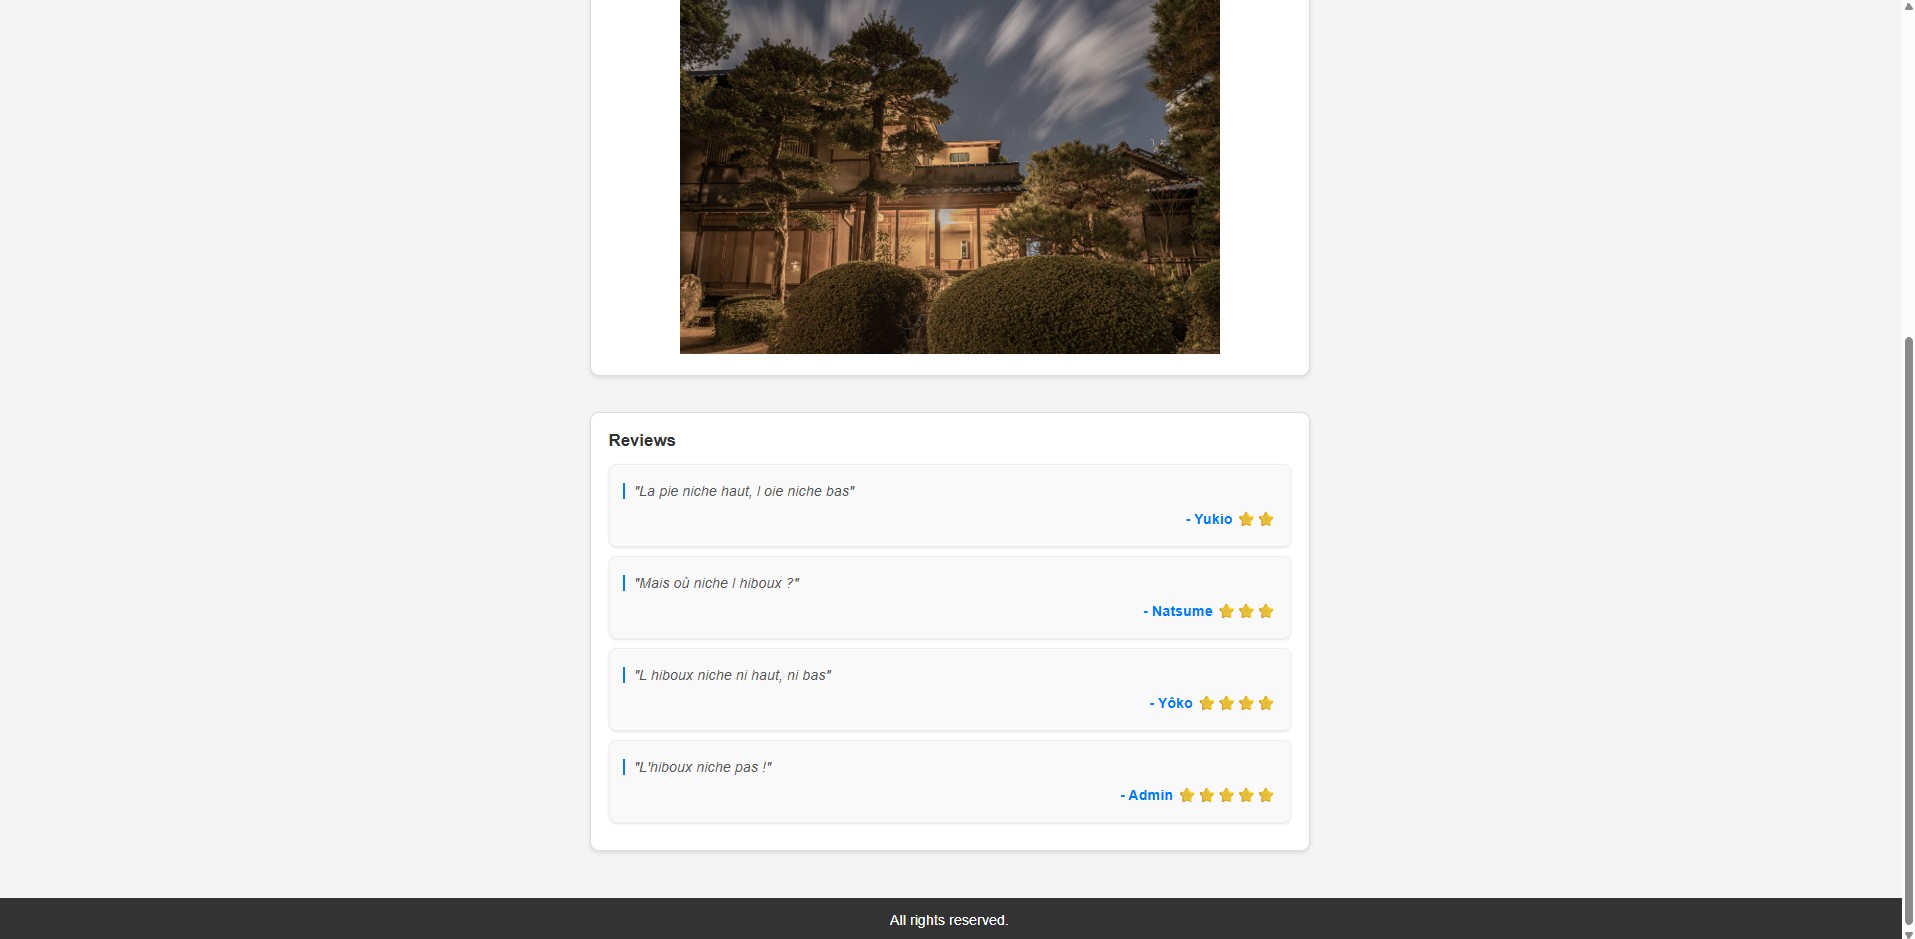 Reviews
"La pie niche haut, l oie niche bas"
- Yukio
"Mais où niche l hiboux ?"
- Natsume
"L hiboux niche ni haut, ni bas"
- Yôko
"L'hiboux niche pas !"
- Admin
All rights reserved.